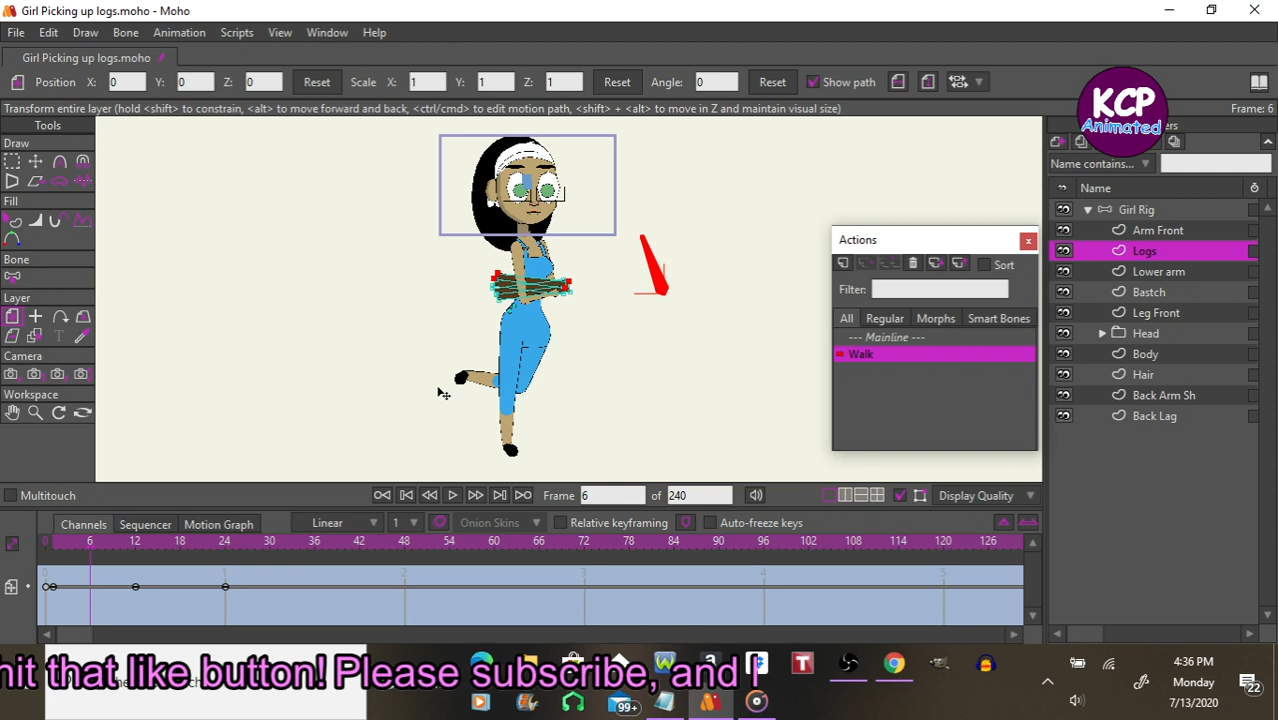 Girl Picking up logs.moho - Moho
File Edit Draw Bone Animation Scripts View Window Help
Girl Picking up logs.moho
Position X: 0 Y: 0 Z: 0 Reset Scale X: 1 Y: 1 Z: 1 Reset Angle: 0 Reset Show path
Transform entire layer (hold <shift> to constrain, <alt> to move forward and back, <ctrl/cmd> to edit motion path, <shift> + <alt> to move in Z and maintain visual size)
Frame: 6
KCP
Animated
Tools
Draw
Fill
Bone
Layer
Camera
Workspace
Actions
Sort
Filter:
All Regular Morphs Smart Bones
--- Mainline ---
Walk
Name contains...
Name
Girl Rig
Arm Front
Logs
Lower arm
Bastch
Leg Front
Head
Body
Hair
Back Arm Sh
Back Lag
Multitouch
Frame 6 of 240
Display Quality
Channels Sequencer Motion Graph Linear 1 Onion Skins Relative keyframing Auto-freeze keys
0 6 12 18 24 30 36 42 48 54 60 66 72 78 84 90 96 102 108 114 120 126
0 1 2 3 4 5
hit that like button! Please subscribe, and
99+
4:36 PM
Monday
7/13/2020
22